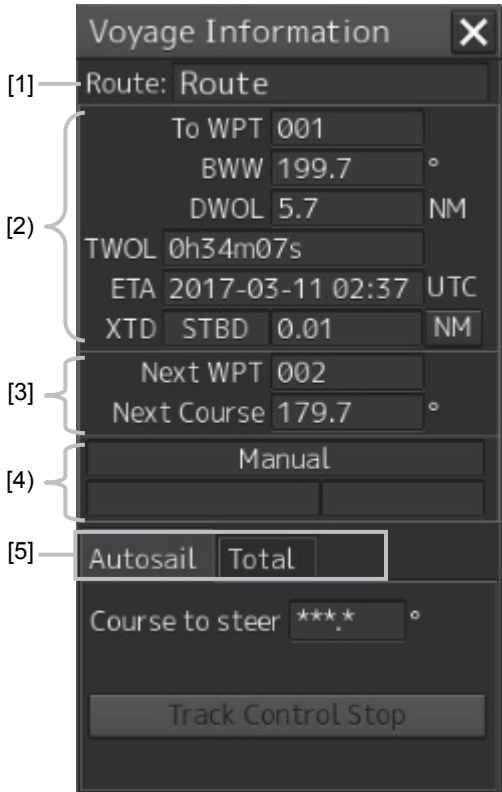 Voyage Information X
[1] Route: Route
[2]
To WPT 001
BWW 199.7 °
DWOL 5.7 NM
TWOL 0h34m07s
ETA 2017-03-11 02:37 UTC
XTD STBD 0.01 NM
[3]
Next WPT 002
Next Course 179.7 °
[4]
Manual
[5] Autosail Total
Course to steer ***.* °
Track Control Stop